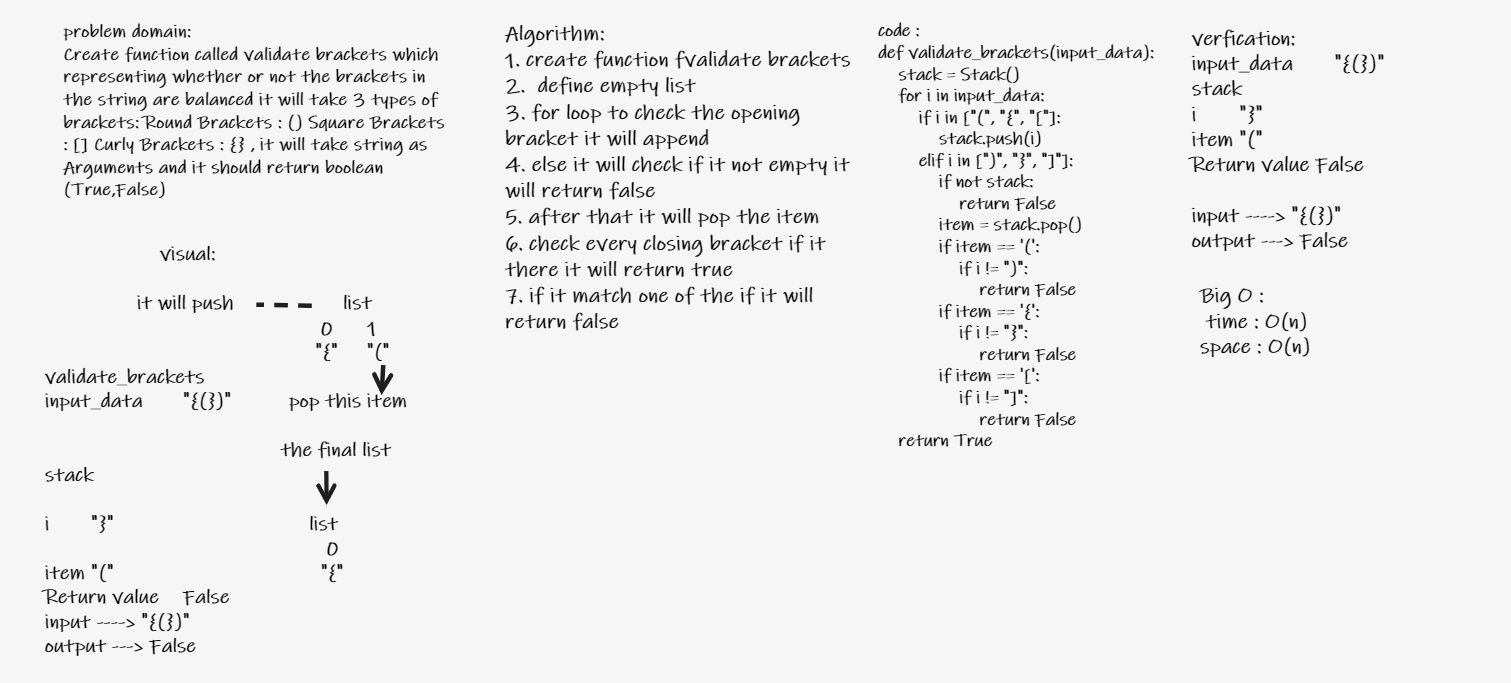 problem domain:
Create function called validate brackets which
representing whether or not the brackets in
the string are balanced it will take 3 types of
brackets: Round Brackets : () Square Brackets
: [] Curly Brackets : {} , it will take string as
Arguments and it should return boolean
(True,False)
visual:
it will push - - - list
0 1
"{" "("
validate_brackets
input_data "{(})" pop this item
the final list
stack
i "}" list
0
item "(" "{"
Return value False
input ----> "{(})"
output ---> False
Algorithm:
1. create function fvalidate brackets
2. define empty list
3. for loop to check the opening
bracket it will append
4. else it will check if it not empty it
will return false
5. after that it will pop the item
6. check every closing bracket if it
there it will return true
7. if it match one of the if it will
return false
code :
def validate_brackets(input_data):
stack = Stack()
for i in input_data:
if i in ["(", "{", "["]:
stack.push(i)
elif i in [")", "}", "]"]:
if not stack:
return False
item = stack.pop()
if item == '(':
if i != ")":
return False
if item == '{':
if i != "}":
return False
if item == '[':
if i != "]":
return False
return True
verfication:
input_data "{(})"
stack
i "}"
item "("
Return value False
input ----> "{(})"
output ---> False
Big O :
time : O(n)
space : O(n)